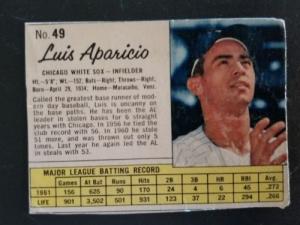 No. 49
Luis Aparicio
CHICAGO WHITE SOX — INFIELDER
Ht.—5'8"; Bats—Right; Throws—Right;
Born—April 29, 1934; Home—Maracaibo, Venz.
Called the greatest base runner of mod-
ern day baseball, Luis is uncanny on
the base paths. He has been the AL
leader in stolen bases for 6 straight
years with Chicago. In 1956 he tied the
club record with 56. In 1960 he stole
51 more, and was thrown out only 5
times. Last year he again led the AL
in steals with 53.
MAJOR LEAGUE BATTING RECORD
Games At Bat Runs Hits 2B 3B HR RBI Avg.
1961 156 625 90 170 24 4 6 45 .272
LIFE 901 3,502 504 931 123 37 22 294 .266